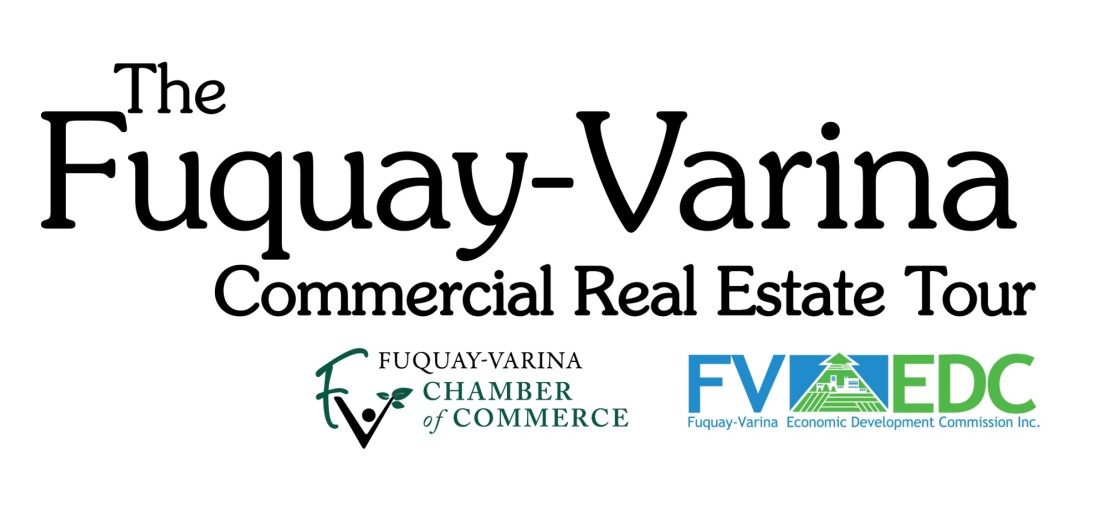 The
Fuquay-Varina
Commercial Real Estate Tour
FV FUQUAY-VARINA
CHAMBER
of COMMERCE
FV EDC
Fuquay-Varina Economic Development Commission Inc.